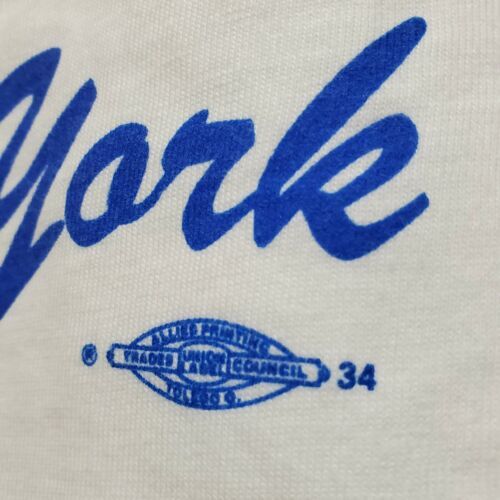 York
ALLIED PRINTING
® TRADES UNION LABEL COUNCIL 34
TOLEDO O.